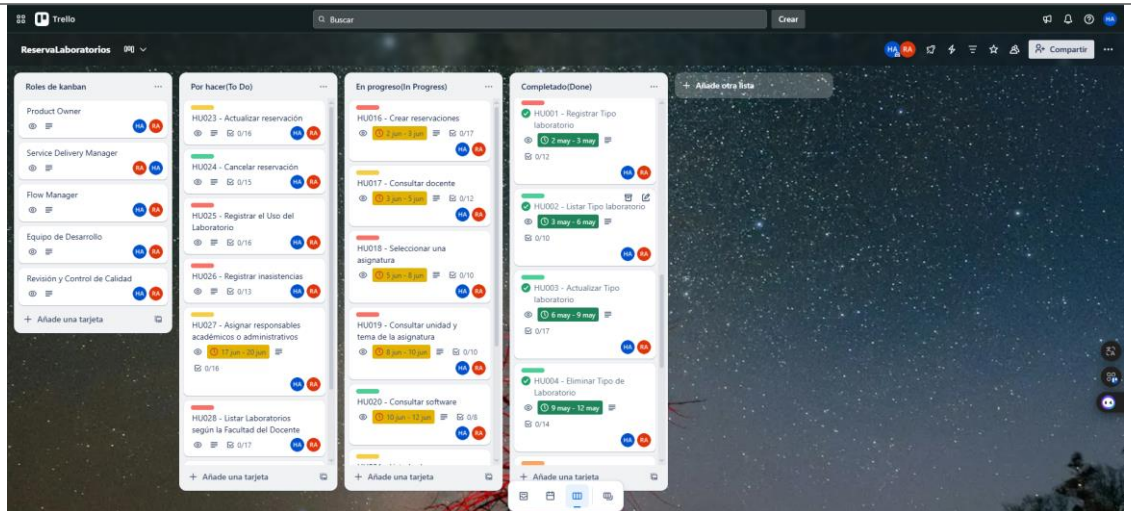 Trello
Buscar
Crear
HA
ReservaLaboratorios
HA RA
Compartir
Roles de kanban
Product Owner
HA RA
Service Delivery Manager
RA HA
Flow Manager
HA RA
Equipo de Desarrollo
HA RA
Revisión y Control de Calidad
HA RA
+ Añade una tarjeta
Por hacer(To Do)
HU023 - Actualizar reservación
0/16 HA RA
HU024 - Cancelar reservación
0/15 HA RA
HU025 - Registrar el Uso del
Laboratorio
0/16 HA RA
HU026 - Registrar inasistencias
0/13 HA RA
HU027 - Asignar responsables
académicos o administrativos
17 jun - 20 jun
0/16
HA RA
HU028 - Listar Laboratorios
según la Facultad del Docente
0/17 HA RA
+ Añade una tarjeta
En progreso(In Progress)
HU016 - Crear reservaciones
2 jun - 3 jun 0/17
HA RA
HU017 - Consultar docente
3 jun - 5 jun 0/12
HA RA
HU018 - Seleccionar una
asignatura
5 jun - 8 jun 0/10
HA RA
HU019 - Consultar unidad y
tema de la asignatura
8 jun - 10 jun 0/10
HA RA
HU020 - Consultar software
10 jun - 12 jun 0/8
HA RA
+ Añade una tarjeta
Completado(Done)
HU001 - Registrar Tipo
laboratorio
2 may - 3 may
0/12
HA RA
HU002 - Listar Tipo laboratorio
3 may - 6 may
0/10
HA RA
HU003 - Actualizar Tipo
laboratorio
6 may - 9 may
0/17
HA RA
HU004 - Eliminar Tipo de
Laboratorio
9 may - 12 may
0/14
HA RA
+ Añade una tarjeta
+ Añade otra lista